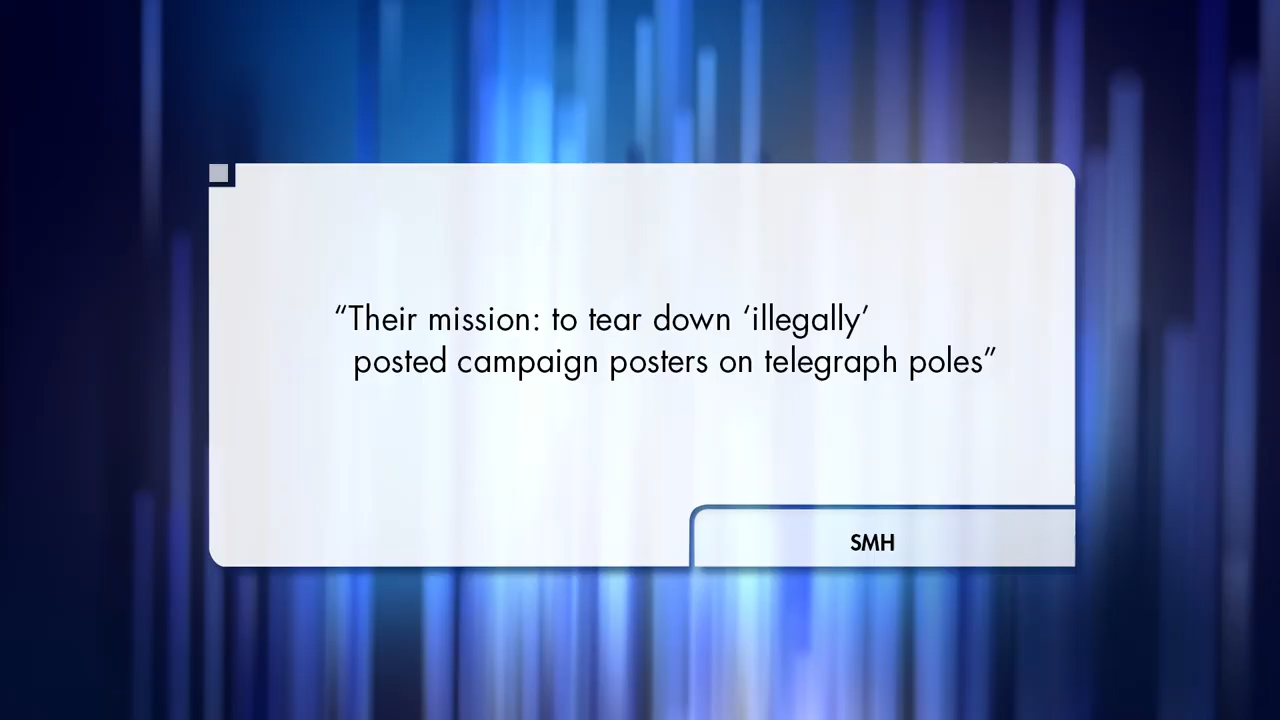 “Their mission: to tear down ‘illegally’
posted campaign posters on telegraph poles”
SMH